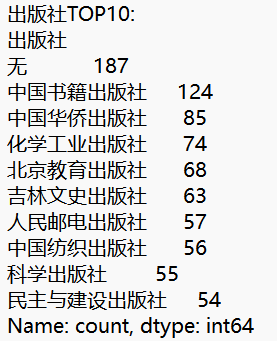 出版社TOP10:
出版社
无 187
中国书籍出版社 124
中国华侨出版社 85
化学工业出版社 74
北京教育出版社 68
吉林文史出版社 63
人民邮电出版社 57
中国纺织出版社 56
科学出版社 55
民主与建设出版社 54
Name: count, dtype: int64